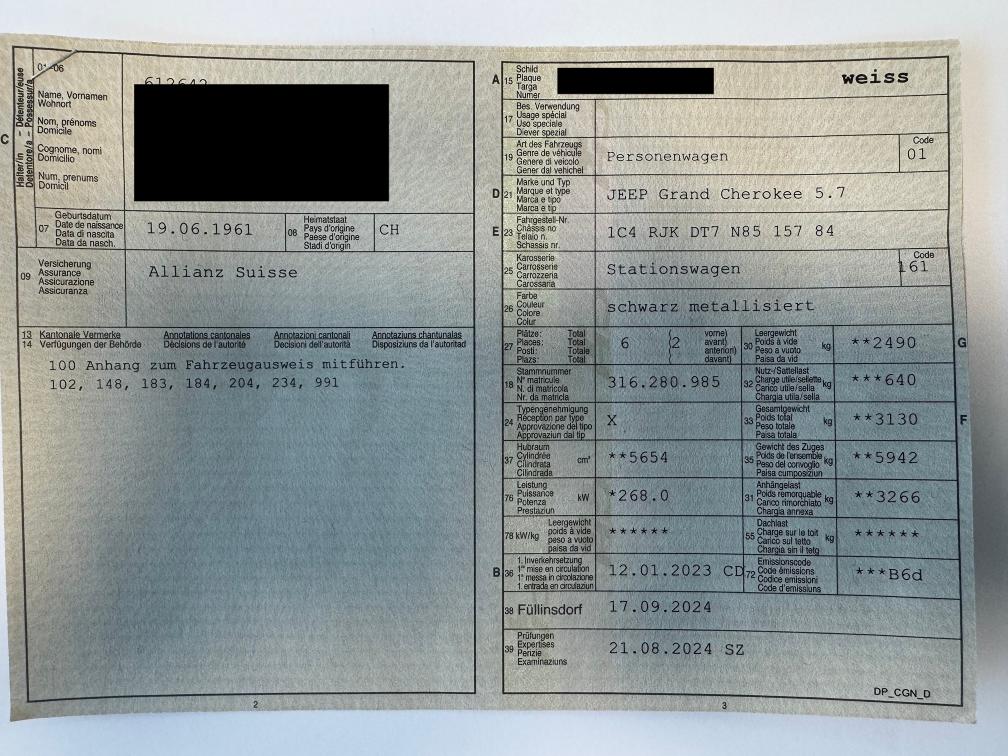 C
Halter/in – Détenteur/euse
Detentore/a – Possessur/a
01-06
Name, Vornamen
Wohnort
Nom, prénoms
Domicile
Cognome, nomi
Domicilio
Num, prenums
Domicil
07
Geburtsdatum
Date de naissance
Data di nascita
Data da nasch.
19.06.1961
08
Heimatstaat
Pays d'origine
Paese d'origine
Stadi d'origin
CH
09
Versicherung
Assurance
Assicurazione
Assicuranza
Allianz Suisse
13 Kantonale Vermerke Annotations cantonales Annotazioni cantonali Annotaziuns chantunalas
14 Verfügungen der Behörde Décisions de l'autorité Decisioni dell'autorità Disposiziuns da l'autoritad
100 Anhang zum Fahrzeugausweis mitführen.
102, 148, 183, 184, 204, 234, 991
2
A 15
Schild
Plaque
Targa
Numer
weiss
17
Bes. Verwendung
Usage spécial
Uso speciale
Diever spezial
19
Art des Fahrzeugs
Genre de véhicule
Genere di veicolo
Gener dal vehichel
Personenwagen
Code
01
D 21
Marke und Typ
Marque et type
Marca e tipo
Marca e tip
JEEP Grand Cherokee 5.7
E 23
Fahrgestell-Nr.
Châssis no
Telaio n.
Schassis nr.
1C4 RJK DT7 N85 157 84
25
Karosserie
Carrosserie
Carrozzeria
Carossaria
Stationswagen
Code
161
26
Farbe
Couleur
Colore
Colur
schwarz metallisiert
27
Plätze: Total
Places: Total
Posti: Totale
Plazs: Total
6
(2
vorne)
avant)
anteriori)
davant)
30
Leergewicht
Poids à vide
Peso a vuoto
Paisa da vid
kg
**2490
G
18
Stammnummer
N° matricule
N. di matricola
Nr. da matricla
316.280.985
32
Nutz-/Sattellast
Charge utile/sellette
Carico utile/sella
Chargia utila/sella
kg
***640
24
Typengenehmigung
Réception par type
Approvazione del tipo
Approvaziun dal tip
X
33
Gesamtgewicht
Poids total
Peso totale
Paisa totala
kg
**3130
F
37
Hubraum
Cylindrée
Cilindrata
Cilindrada
cm³
**5654
35
Gewicht des Zuges
Poids de l'ensemble
Peso del convoglio
Paisa cumposiziun
kg
**5942
76
Leistung
Puissance
Potenza
Prestaziun
kW
*268.0
31
Anhängelast
Poids remorquable
Carico rimorchiato
Chargia annexa
kg
**3266
78 kW/kg
Leergewicht
poids à vide
peso a vuoto
paisa da vid
******
55
Dachlast
Charge sur le toit
Carico sul tetto
Chargia sin il tetg
kg
******
B 36
1. Inverkehrsetzung
1re mise en circulation
1a messa in circolazione
1. entrada en circulaziun
12.01.2023 CD
72
Emissionscode
Code émissions
Codice emissioni
Code d'emissiuns
***B6d
38 Füllinsdorf
17.09.2024
39
Prüfungen
Expertises
Perizie
Examinaziuns
21.08.2024 SZ
DP_CGN_D
3